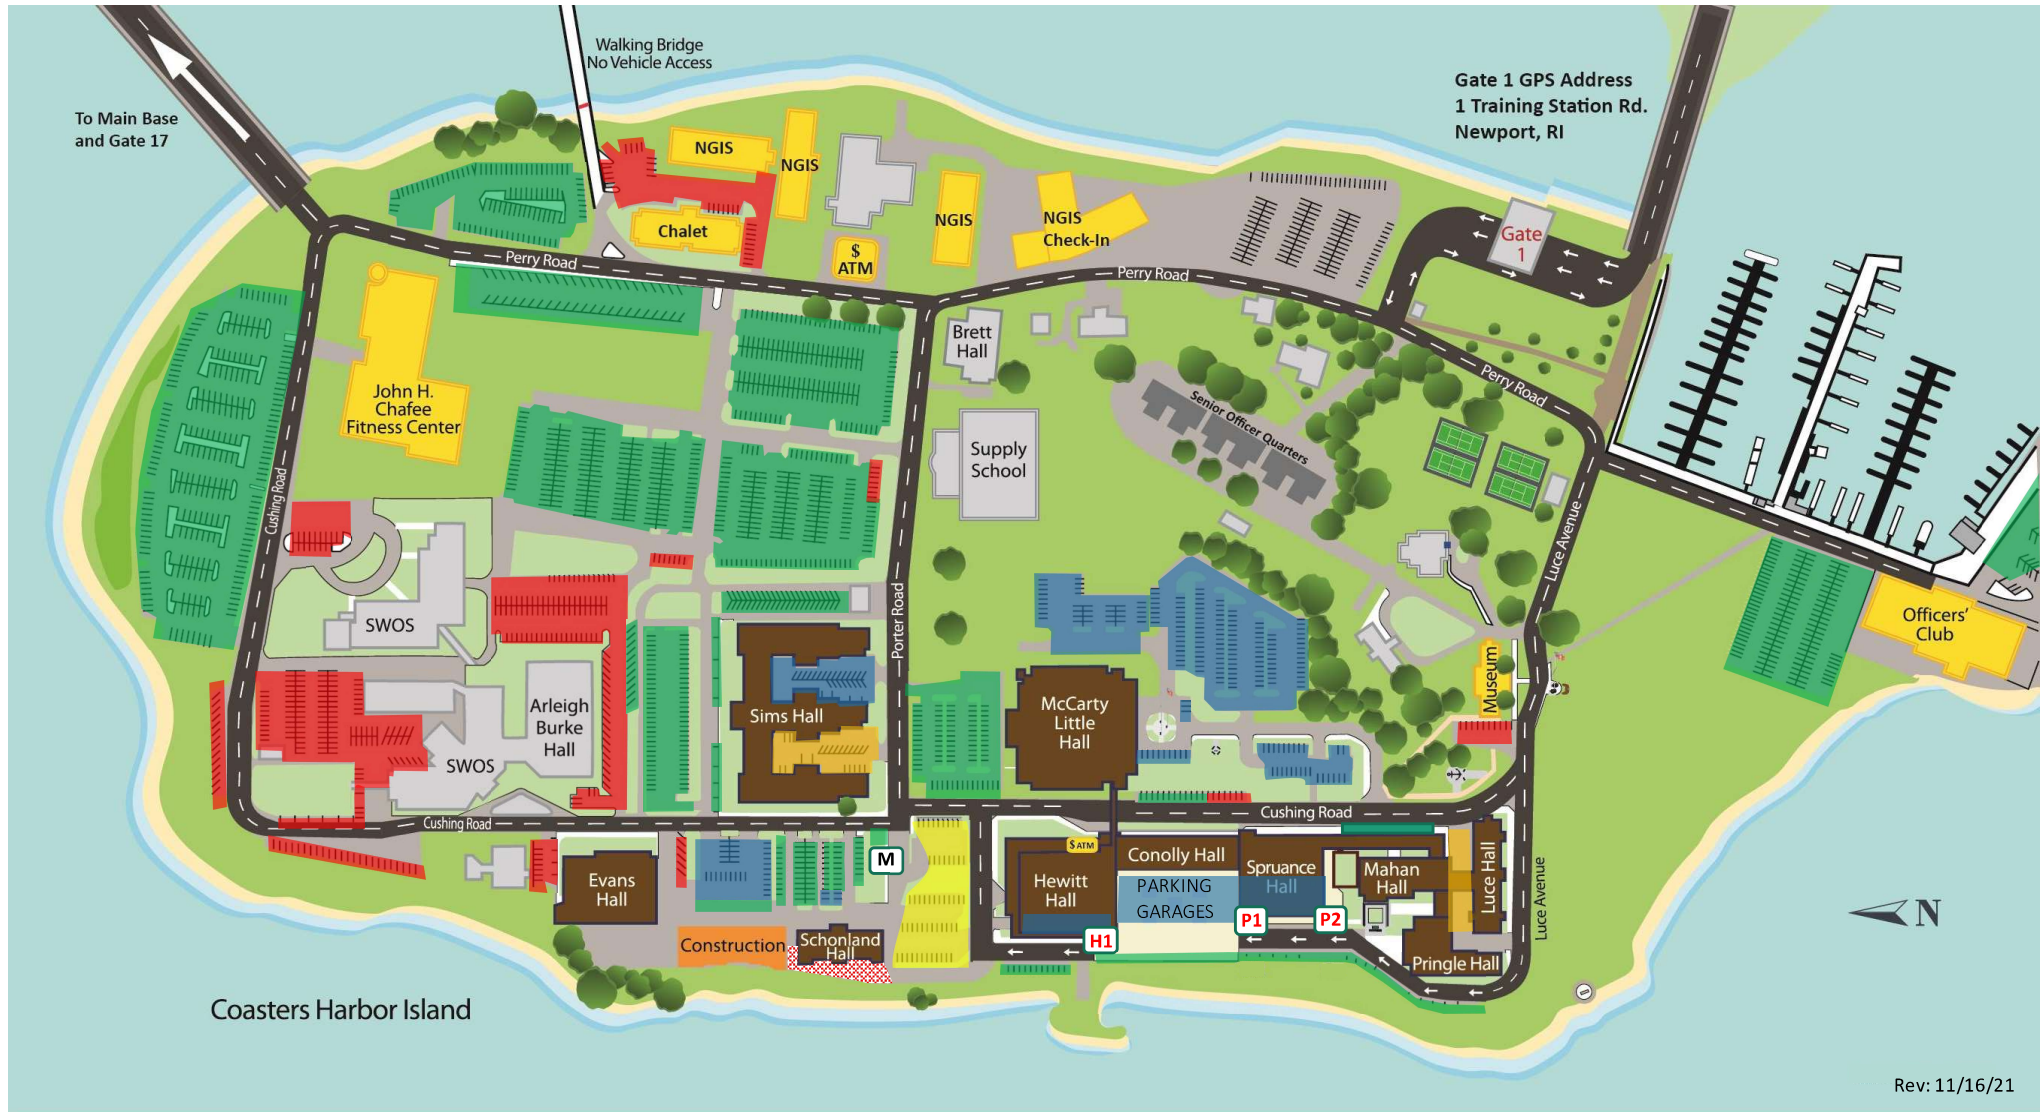 Walking Bridge
No Vehicle Access
To Main Base
and Gate 17
Gate 1 GPS Address
1 Training Station Rd.
Newport, RI
NGIS
NGIS
NGIS
NGIS
Check-In
Chalet
$
ATM
Gate
1
Perry Road
Perry Road
Perry Road
Brett
Hall
John H.
Chafee
Fitness Center
Supply
School
Senior Officer Quarters
Cushing Road
Luce Avenue
Porter Road
SWOS
Arleigh
Burke
Hall
SWOS
Sims Hall
McCarty
Little
Hall
Museum
Officers'
Club
Cushing Road
Cushing Road
Evans
Hall
M
$ ATM
Conolly Hall
Spruance
Hall
Mahan
Hall
Luce Hall
Luce Avenue
Hewitt
Hall
PARKING
GARAGES
P1
P2
H1
Construction
Schonland
Hall
Pringle Hall
N
Coasters Harbor Island
Rev: 11/16/21